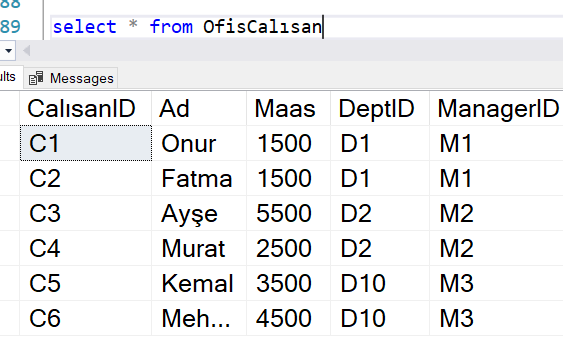 88
89 select * from OfisCalısan
ults Messages
CalısanID Ad Maas DeptID ManagerID
C1 Onur 1500 D1 M1
C2 Fatma 1500 D1 M1
C3 Ayşe 5500 D2 M2
C4 Murat 2500 D2 M2
C5 Kemal 3500 D10 M3
C6 Meh... 4500 D10 M3